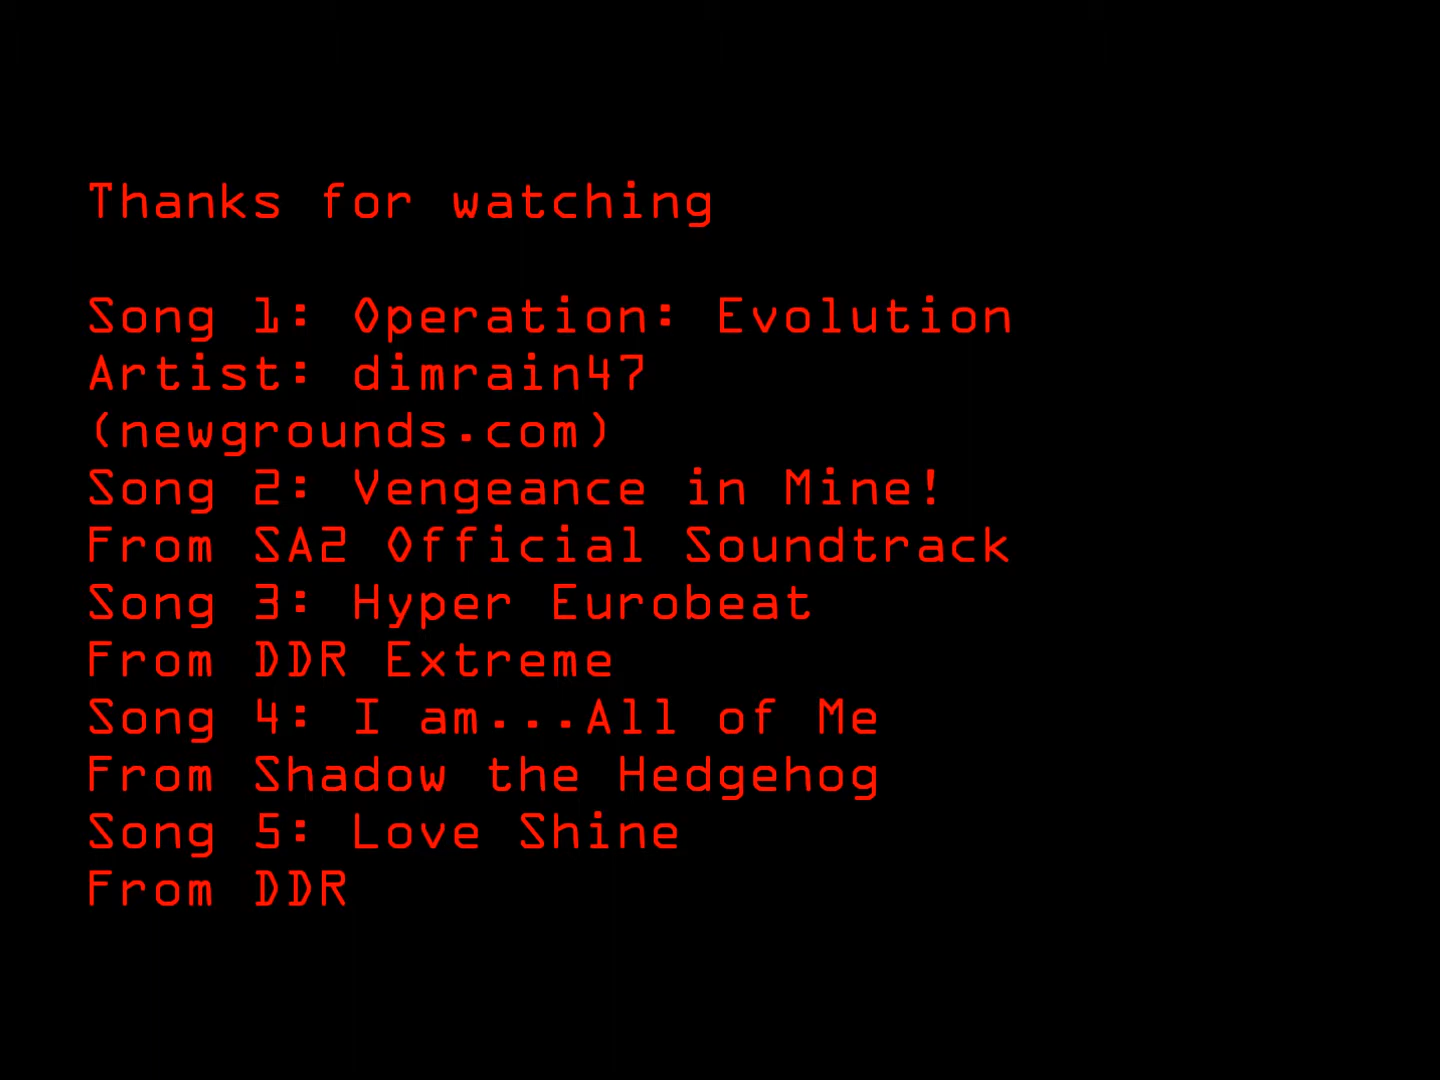 Thanks for watching
Song 1: Operation: Evolution
Artist: dimrain47
(newgrounds.com)
Song 2: Vengeance in Mine!
From SA2 Official Soundtrack
Song 3: Hyper Eurobeat
From DDR Extreme
Song 4: I am...All of Me
From Shadow the Hedgehog
Song 5: Love Shine
From DDR